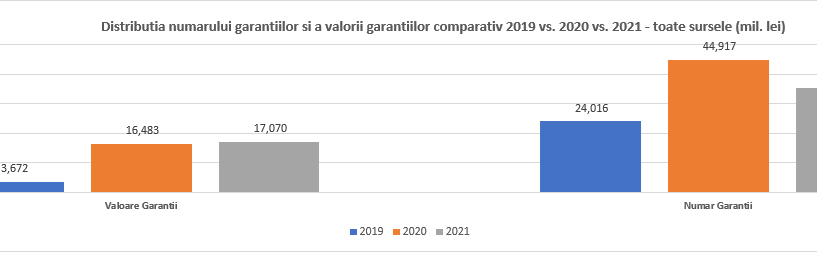 Distributia numarului garantiilor si a valorii garantiilor comparativ 2019 vs. 2020 vs. 2021 - toate sursele (mil. lei)
44,917
24,016
16,483
17,070
3,672
Valoare Garantii
Numar Garantii
2019 2020 2021